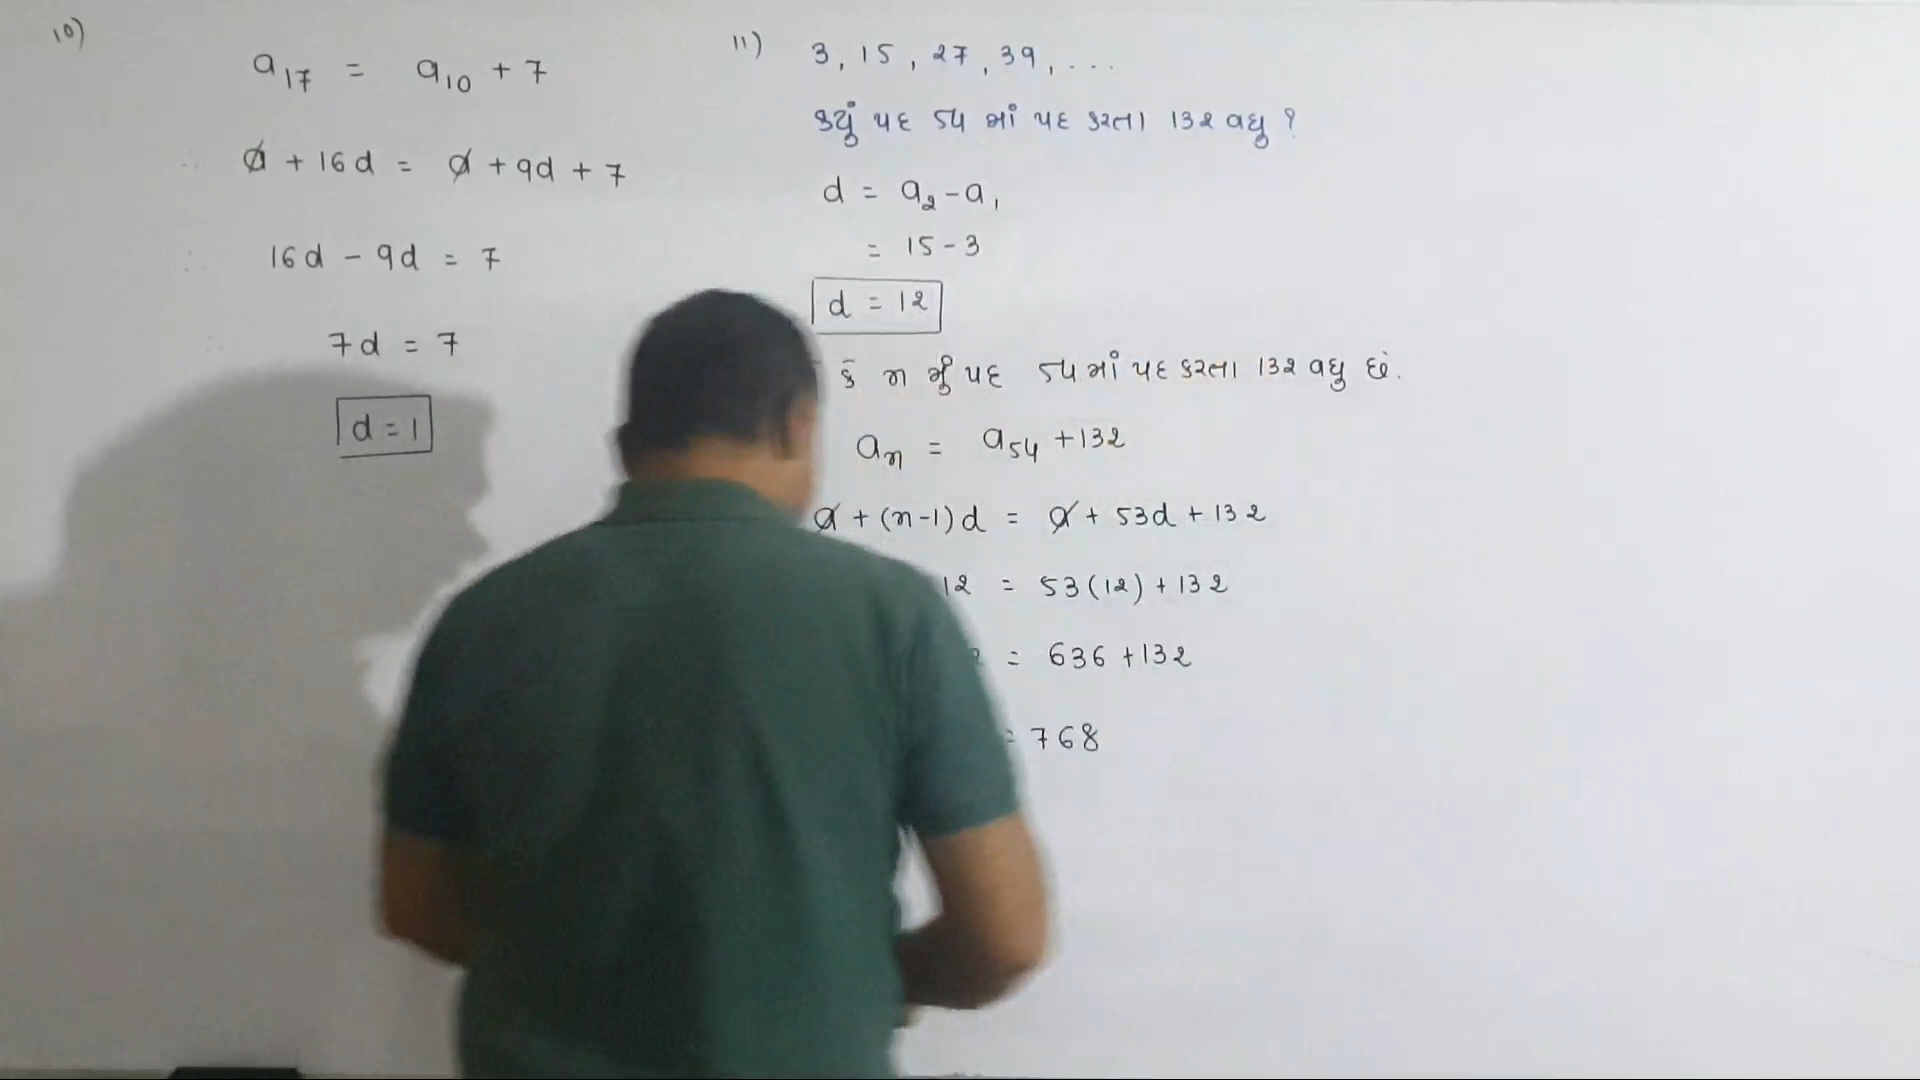 10)
a17 = a10 + 7
∴ a + 16d = a + 9d + 7
∴ 16d - 9d = 7
∴ 7d = 7
d = 1
11) 3, 15, 27, 39, ...
કયું પદ 54 માં પદ કરતા 132 વધુ ?
d = a2 - a1
= 15 - 3
d = 12
કે n મું પદ 54 માં પદ કરતા 132 વધુ છે.
an = a54 + 132
a + (n-1)d = a + 53d + 132
12 = 53(12) + 132
= 636 + 132
= 768